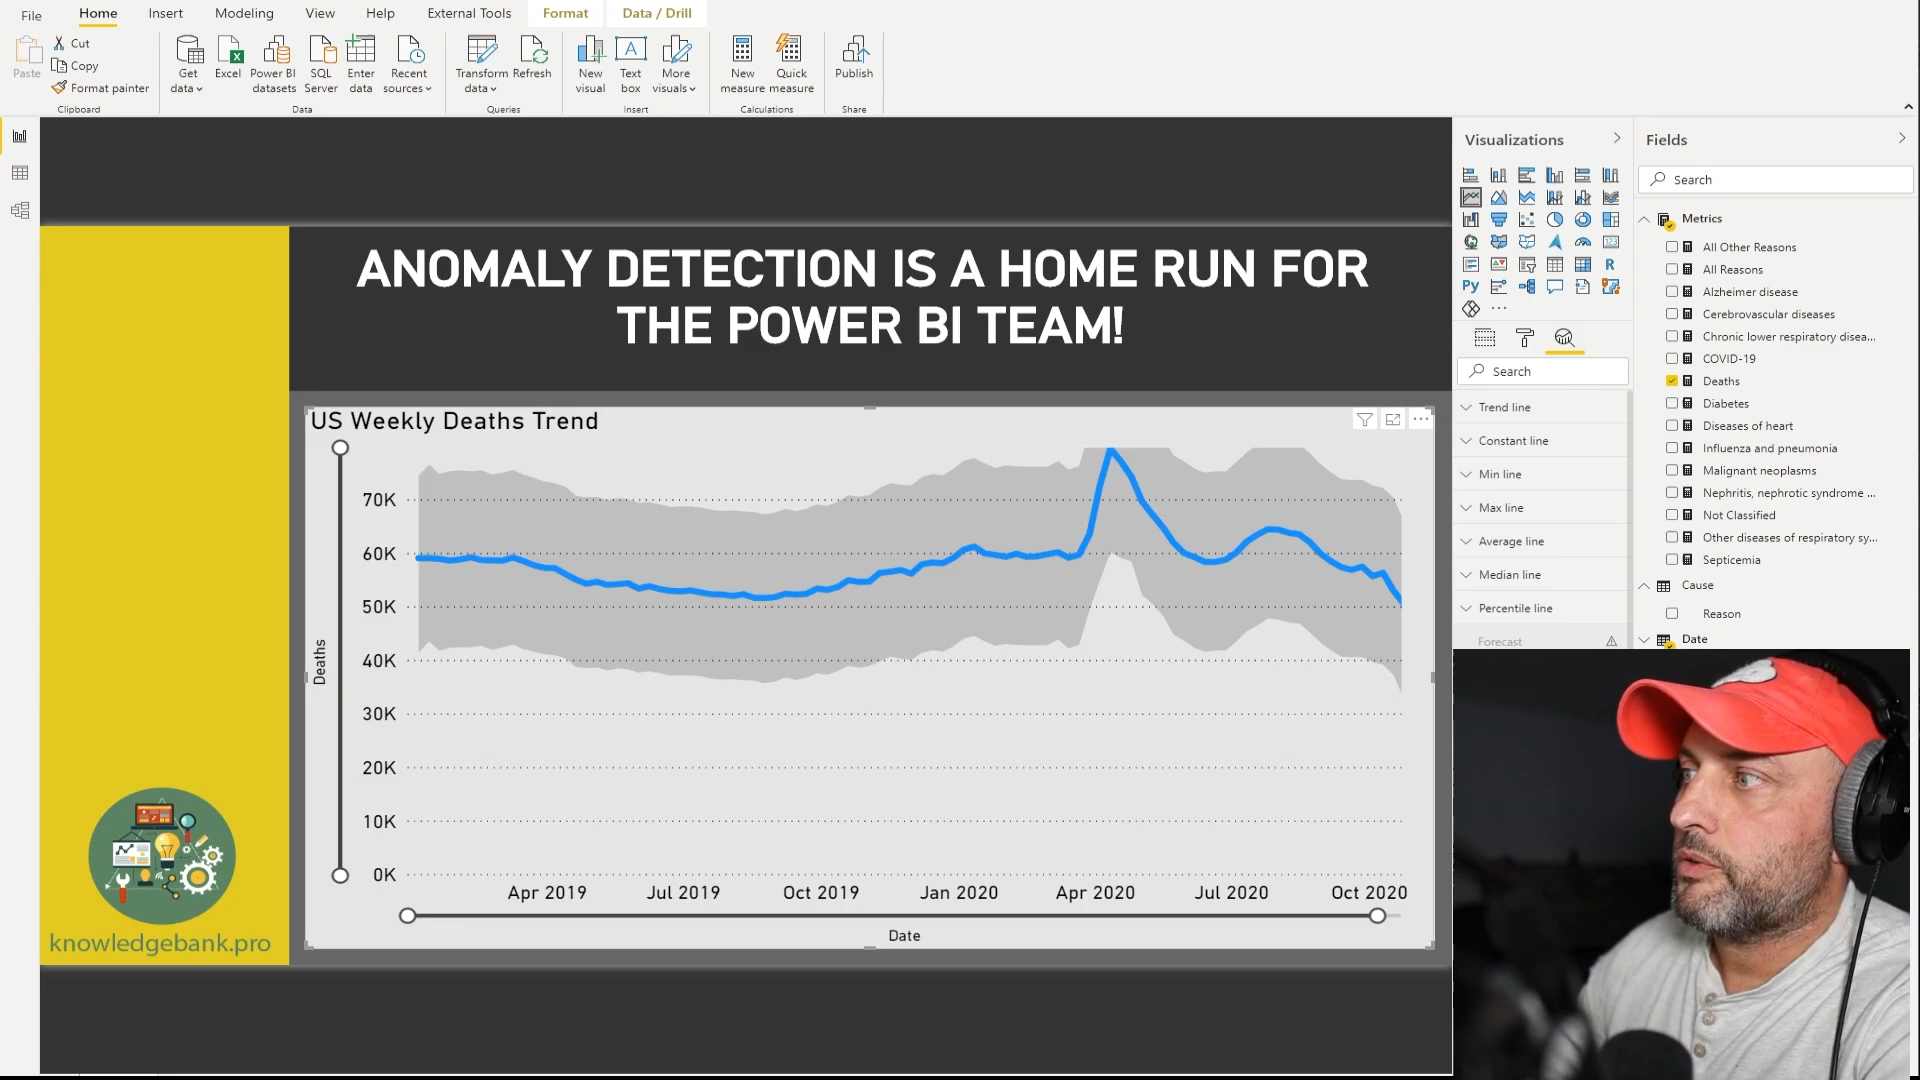 File
Home
Insert
Modeling
View
Help
External Tools
Format
Data / Drill
Paste
Cut
Copy
Format painter
Clipboard
Get data
Excel
Power BI datasets
SQL Server
Enter data
Recent sources
Data
Transform data
Refresh
Queries
New visual
Text box
More visuals
Insert
New measure
Quick measure
Calculations
Publish
Share
ANOMALY DETECTION IS A HOME RUN FOR
THE POWER BI TEAM!
US Weekly Deaths Trend
70K
60K
50K
40K
30K
20K
10K
0K
Deaths
Apr 2019
Jul 2019
Oct 2019
Jan 2020
Apr 2020
Jul 2020
Oct 2020
Date
knowledgebank.pro
Visualizations
R
Py
Search
Trend line
Constant line
Min line
Max line
Average line
Median line
Percentile line
Forecast
Fields
Search
Metrics
All Other Reasons
All Reasons
Alzheimer disease
Cerebrovascular diseases
Chronic lower respiratory disea...
COVID-19
Deaths
Diabetes
Diseases of heart
Influenza and pneumonia
Malignant neoplasms
Nephritis, nephrotic syndrome ...
Not Classified
Other diseases of respiratory sy...
Septicemia
Cause
Reason
Date